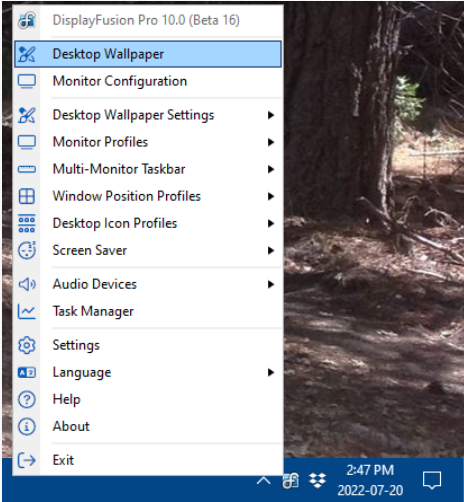 DisplayFusion Pro 10.0 (Beta 16)
Desktop Wallpaper
Monitor Configuration
Desktop Wallpaper Settings
Monitor Profiles
Multi-Monitor Taskbar
Window Position Profiles
Desktop Icon Profiles
Screen Saver
Audio Devices
Task Manager
Settings
Language
Help
About
Exit
2:47 PM
2022-07-20